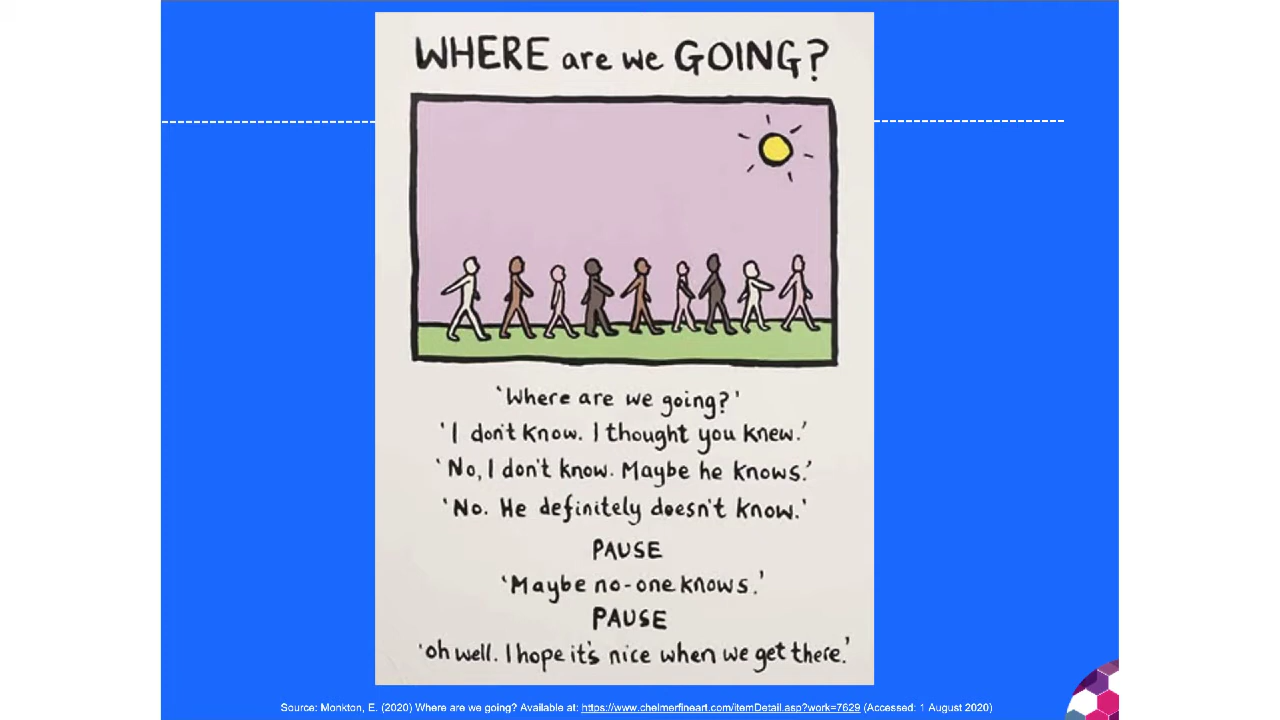 WHERE are we GOING?
'Where are we going?'
'I don't know. I thought you knew.'
'No, I don't know. Maybe he knows.'
'No. He definitely doesn't know.'
PAUSE
'Maybe no-one knows.'
PAUSE
'oh well. I hope it's nice when we get there.'
Source: Monkton, E. (2020) Where are we going? Available at: https://www.chelmerfineart.com/itemDetail.asp?work=7629 (Accessed: 1 August 2020)